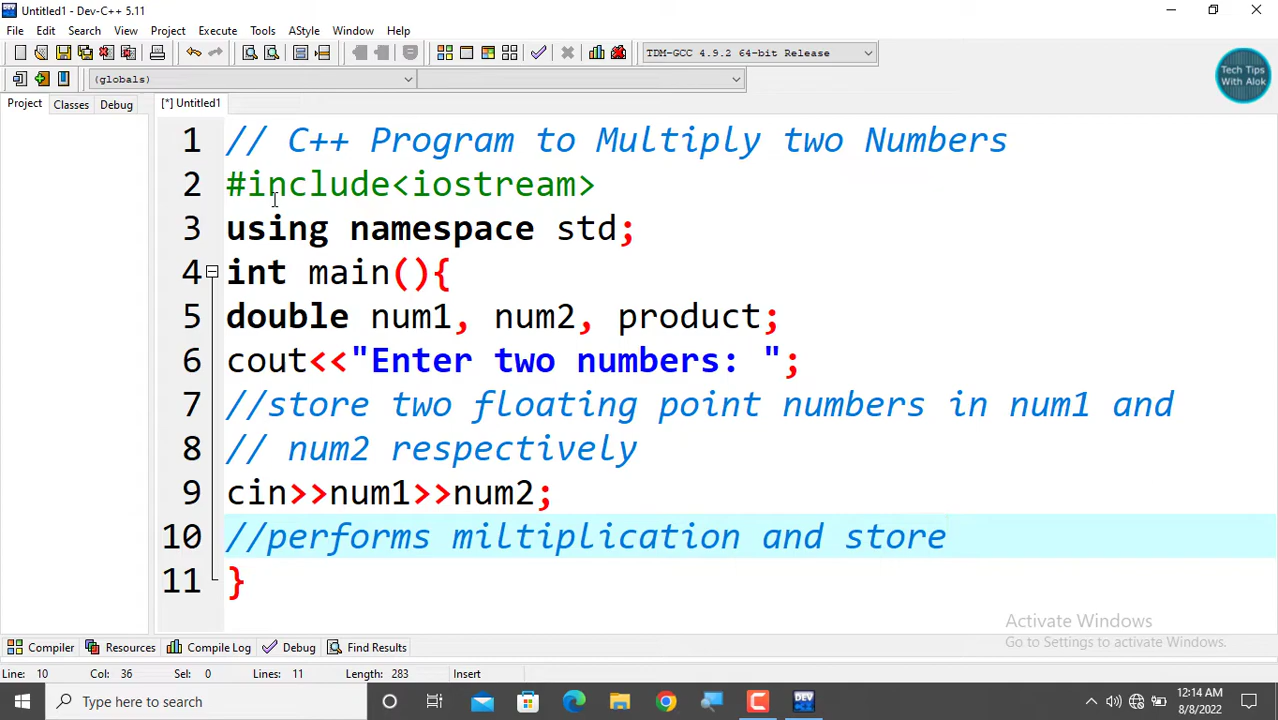 Untitled1 - Dev-C++ 5.11
File Edit Search View Project Execute Tools AStyle Window Help
TDM-GCC 4.9.2 64-bit Release
(globals)
Tech Tips
With Alok
Project Classes Debug
[*] Untitled1
1 // C++ Program to Multiply two Numbers
2 #include<iostream>
3 using namespace std;
4 int main(){
5 double num1, num2, product;
6 cout<<"Enter two numbers: ";
7 //store two floating point numbers in num1 and
8 // num2 respectively
9 cin>>num1>>num2;
10 //performs miltiplication and store
11 }
Activate Windows
Go to Settings to activate Windows.
Compiler Resources Compile Log Debug Find Results
Line: 10 Col: 36 Sel: 0 Lines: 11 Length: 283 Insert
Type here to search
DEV
12:14 AM
8/8/2022